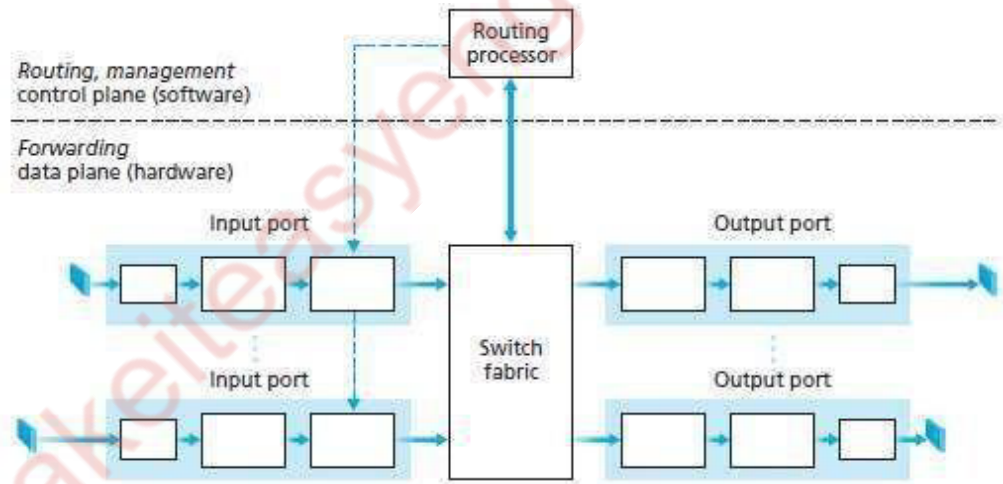 Routing
processor
Routing, management
control plane (software)
Forwarding
data plane (hardware)
Input port
Output port
Switch
fabric
Input port
Output port
akeiteasyeng